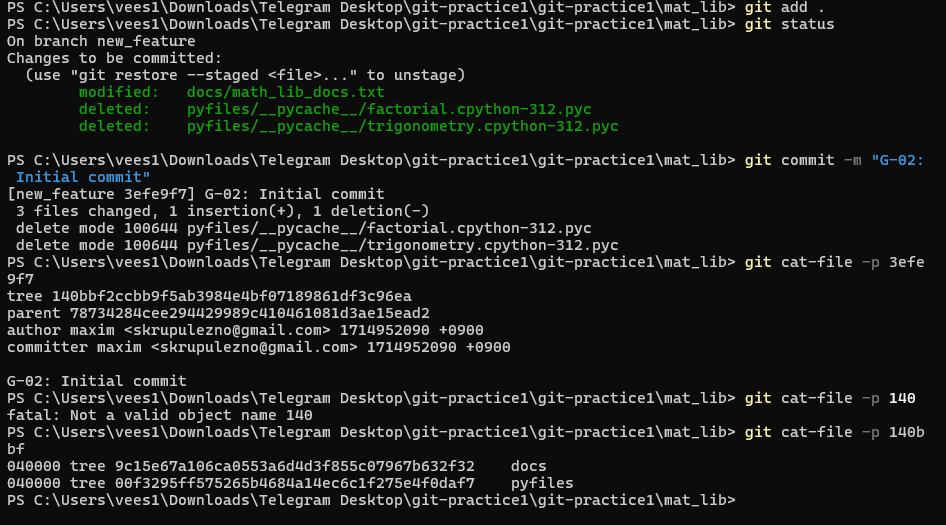 PS C:\Users\vees1\Downloads\Telegram Desktop\git-practice1\git-practice1\mat_lib> git add .
PS C:\Users\vees1\Downloads\Telegram Desktop\git-practice1\git-practice1\mat_lib> git status
On branch new_feature
Changes to be committed:
  (use "git restore --staged <file>..." to unstage)
        modified:   docs/math_lib_docs.txt
        deleted:    pyfiles/__pycache__/factorial.cpython-312.pyc
        deleted:    pyfiles/__pycache__/trigonometry.cpython-312.pyc

PS C:\Users\vees1\Downloads\Telegram Desktop\git-practice1\git-practice1\mat_lib> git commit -m "G-02:
 Initial commit"
[new_feature 3efe9f7] G-02: Initial commit
 3 files changed, 1 insertion(+), 1 deletion(-)
 delete mode 100644 pyfiles/__pycache__/factorial.cpython-312.pyc
 delete mode 100644 pyfiles/__pycache__/trigonometry.cpython-312.pyc
PS C:\Users\vees1\Downloads\Telegram Desktop\git-practice1\git-practice1\mat_lib> git cat-file -p 3efe
9f7
tree 140bbf2ccbb9f5ab3984e4bf07189861df3c96ea
parent 78734284cee294429989c410461081d3ae15ead2
author maxim <skrupulezno@gmail.com> 1714952090 +0900
committer maxim <skrupulezno@gmail.com> 1714952090 +0900

G-02: Initial commit
PS C:\Users\vees1\Downloads\Telegram Desktop\git-practice1\git-practice1\mat_lib> git cat-file -p 140
fatal: Not a valid object name 140
PS C:\Users\vees1\Downloads\Telegram Desktop\git-practice1\git-practice1\mat_lib> git cat-file -p 140b
bf
040000 tree 9c15e67a106ca0553a6d4d3f855c07967b632f32    docs
040000 tree 00f3295ff575265b4684a14ec6c1f275e4f0daf7    pyfiles
PS C:\Users\vees1\Downloads\Telegram Desktop\git-practice1\git-practice1\mat_lib>